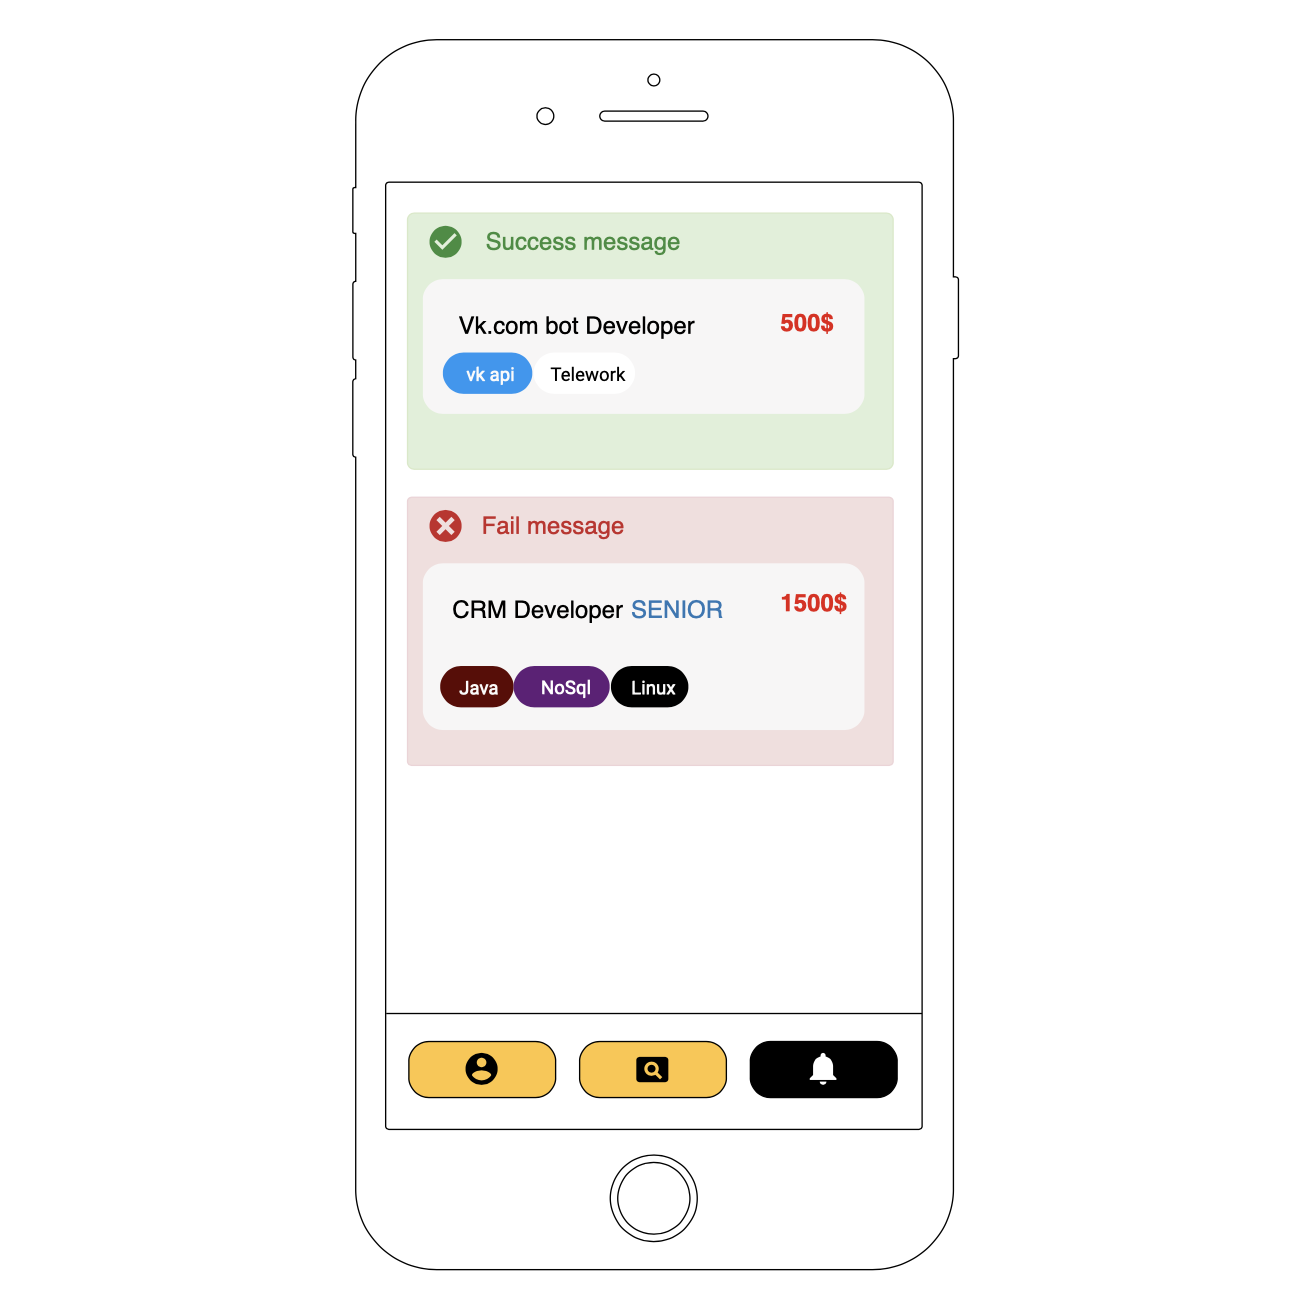 Success message
Vk.com bot Developer 500$
vk api Telework
Fail message
CRM Developer SENIOR 1500$
Java NoSql Linux